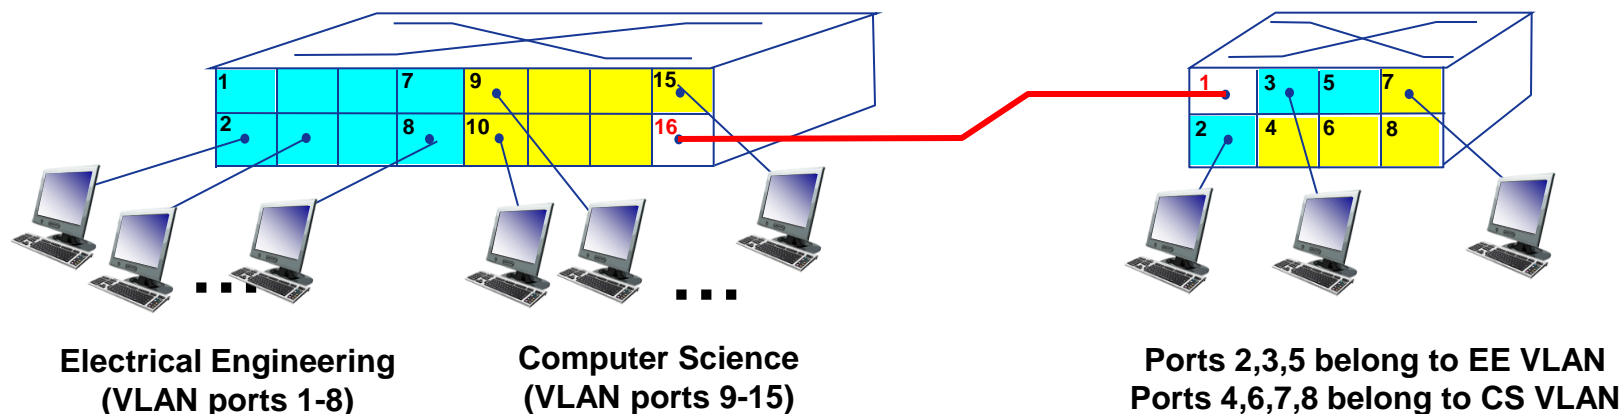 1 7 9 15
2 8 10 16
1 3 5 7
2 4 6 8
...
...
Electrical Engineering
(VLAN ports 1-8)
Computer Science
(VLAN ports 9-15)
Ports 2,3,5 belong to EE VLAN
Ports 4,6,7,8 belong to CS VLAN